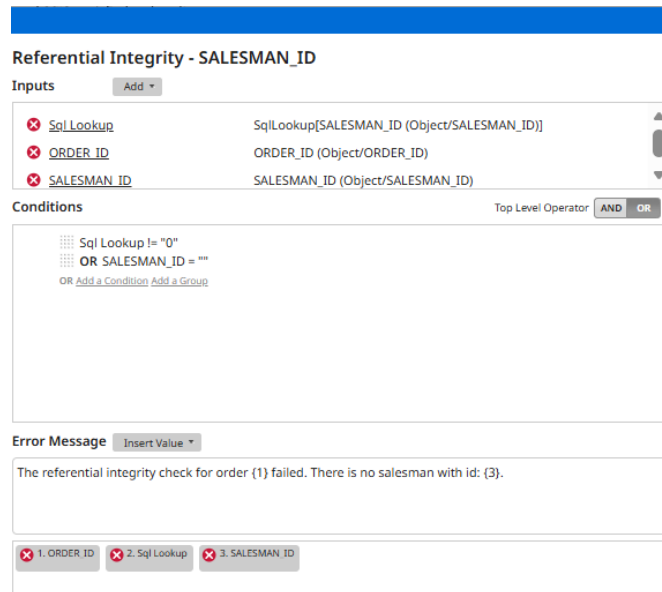 Referential Integrity - SALESMAN_ID
Inputs Add
Sql Lookup SqlLookup[SALESMAN_ID (Object/SALESMAN_ID)]
ORDER_ID ORDER_ID (Object/ORDER_ID)
SALESMAN_ID SALESMAN_ID (Object/SALESMAN_ID)
Conditions Top Level Operator AND OR
Sql Lookup != "0"
OR SALESMAN_ID = ""
OR Add a Condition Add a Group
Error Message Insert Value
The referential integrity check for order {1} failed. There is no salesman with id: {3}.
1. ORDER_ID 2. Sql Lookup 3. SALESMAN_ID